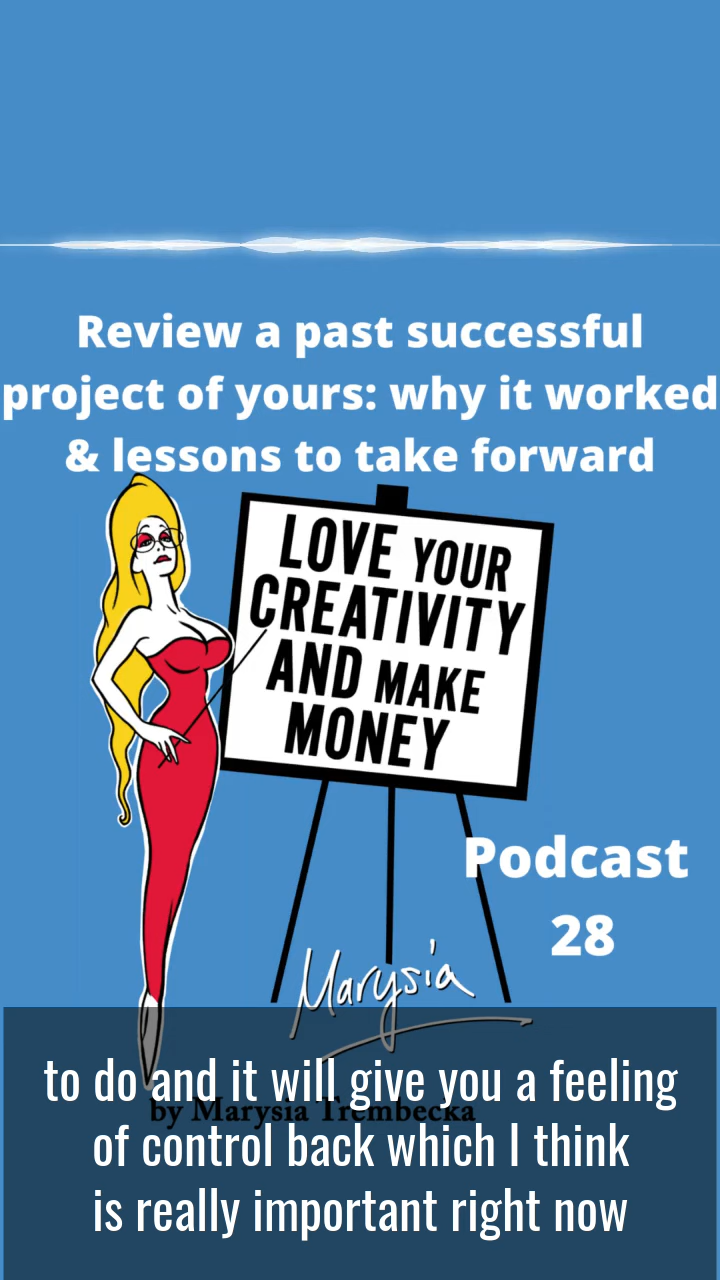 Review a past successful
project of yours: why it worked
& lessons to take forward
LOVE YOUR
CREATIVITY
AND MAKE
MONEY
Podcast
28
Marysia
by Marysia Trembecka
to do and it will give you a feeling
of control back which I think
is really important right now